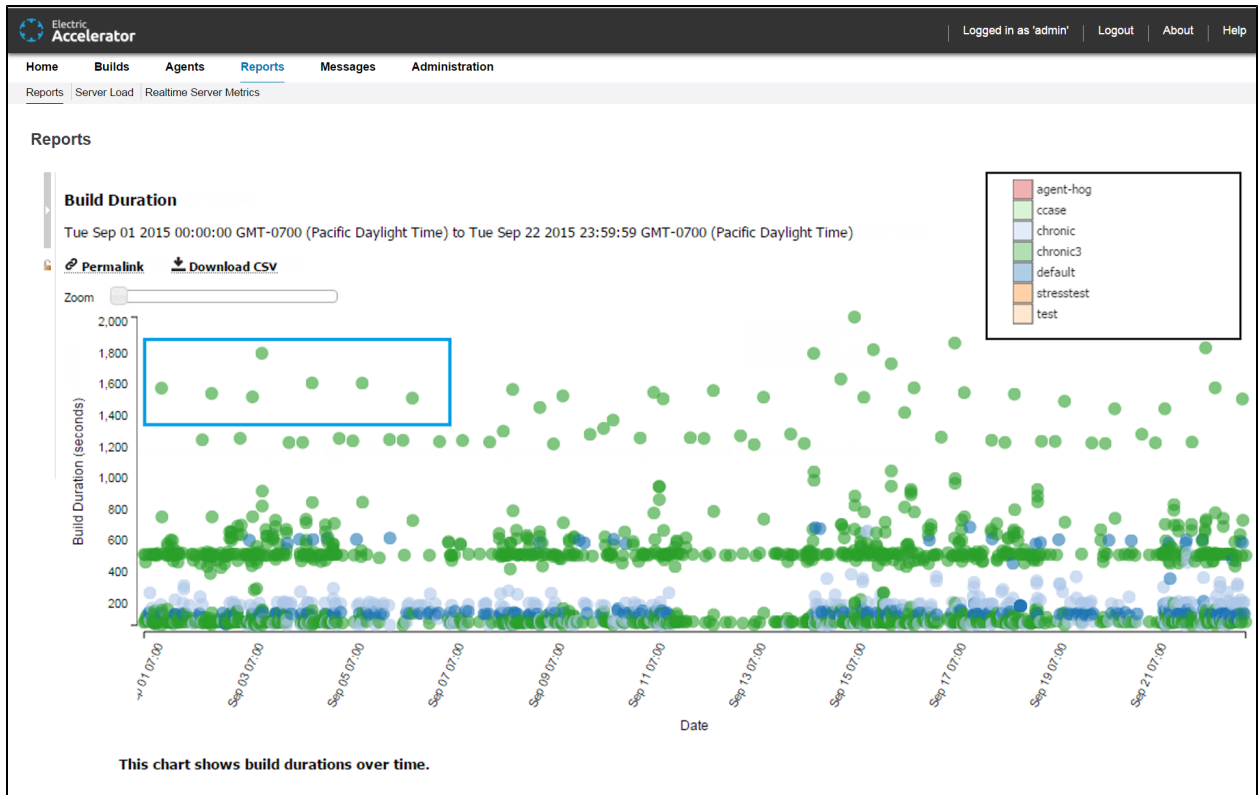 Electric
Accelerator
Logged in as 'admin' Logout About Help
Home Builds Agents Reports Messages Administration
Reports Server Load Realtime Server Metrics
Reports
Build Duration
Tue Sep 01 2015 00:00:00 GMT-0700 (Pacific Daylight Time) to Tue Sep 22 2015 23:59:59 GMT-0700 (Pacific Daylight Time)
Permalink Download CSV
Zoom
agent-hog
ccase
chronic
chronic3
default
stresstest
test
2,000
1,800
1,600
1,400
1,200
1,000
800
600
400
200
Build Duration (seconds)
01 07:00
Sep 03 07:00
Sep 05 07:00
Sep 07 07:00
Sep 09 07:00
Sep 11 07:00
Sep 13 07:00
Sep 15 07:00
Sep 17 07:00
Sep 19 07:00
Sep 21 07:00
Date
This chart shows build durations over time.